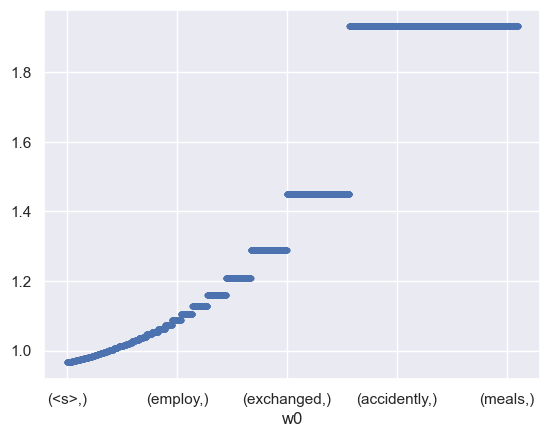 1.8
1.6
1.4
1.2
1.0
(<s>,) (employ,) (exchanged,) (accidently,) (meals,)
w0